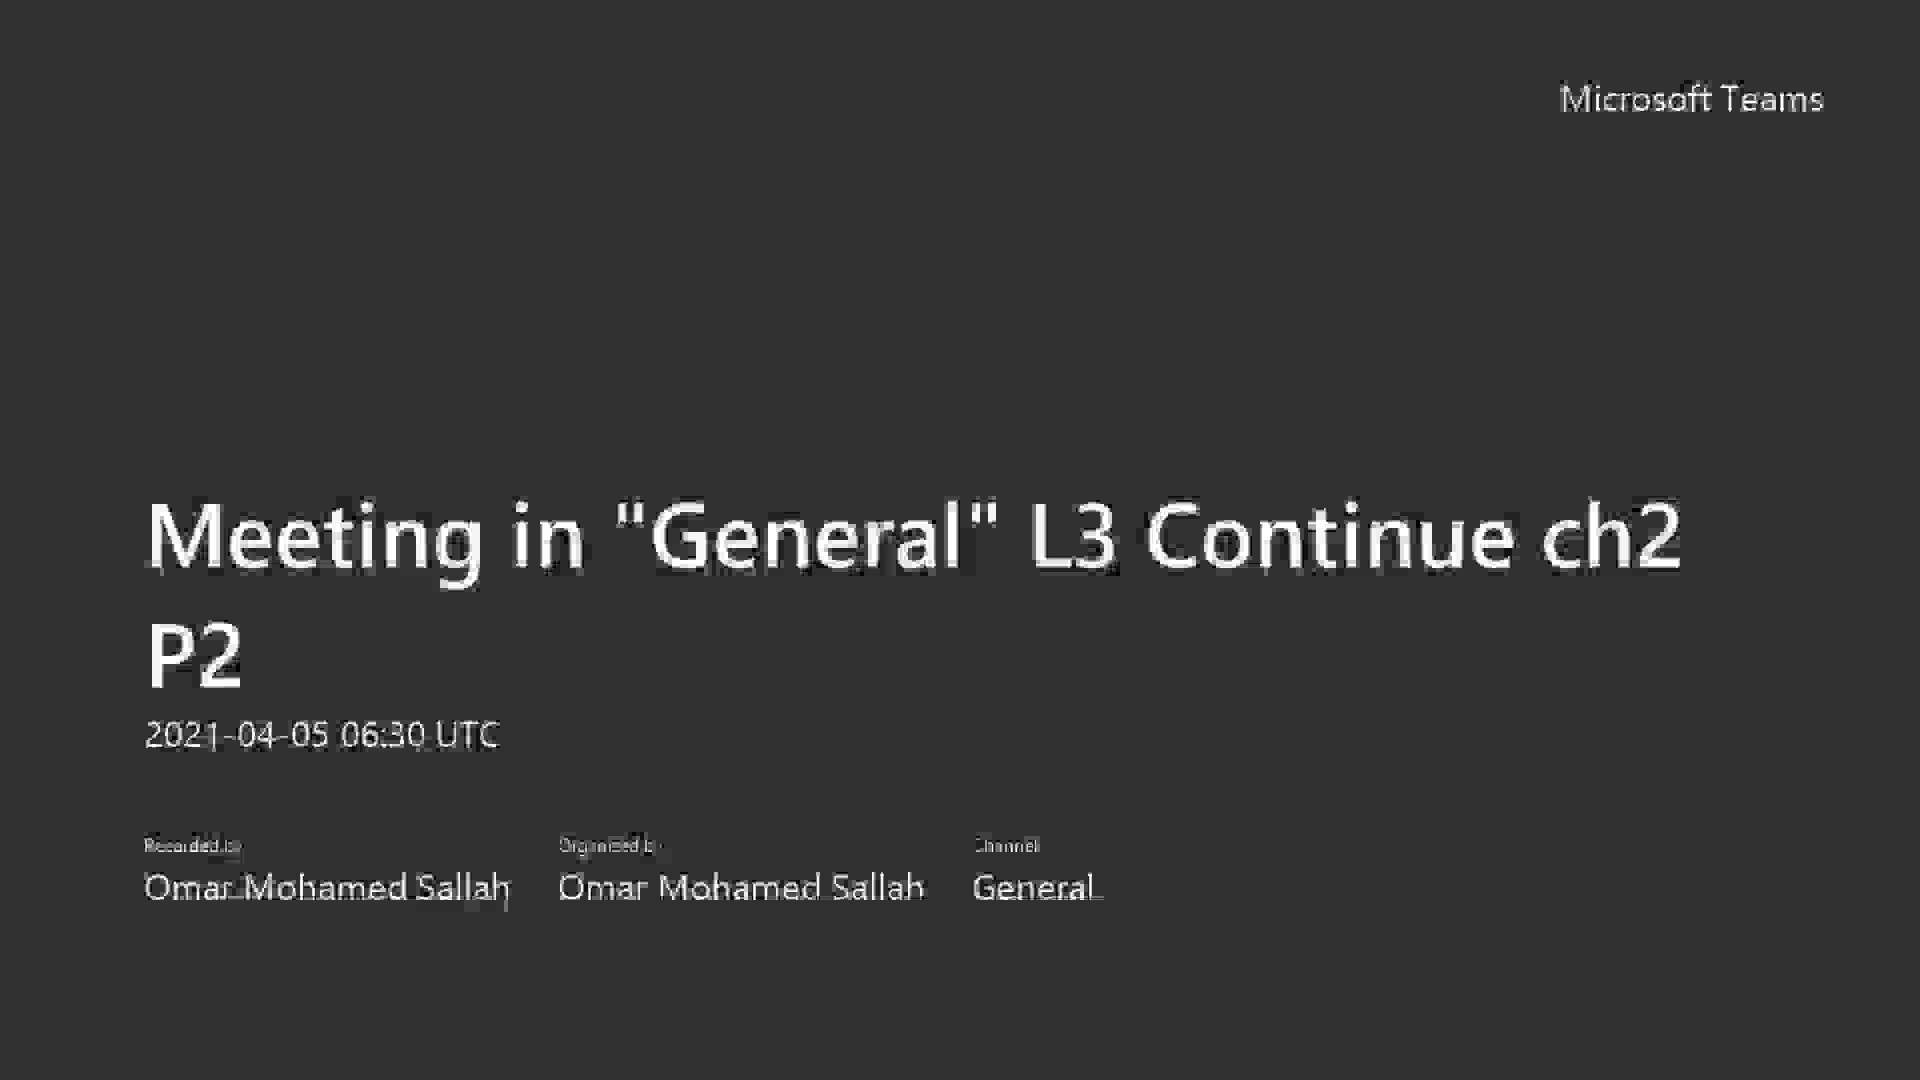 Microsoft Teams
Meeting in "General" L3 Continue ch2
P2
2021-04-05 06:30 UTC
Recorded by Organized by Channel
Omar Mohamed Sallah Omar Mohamed Sallah General